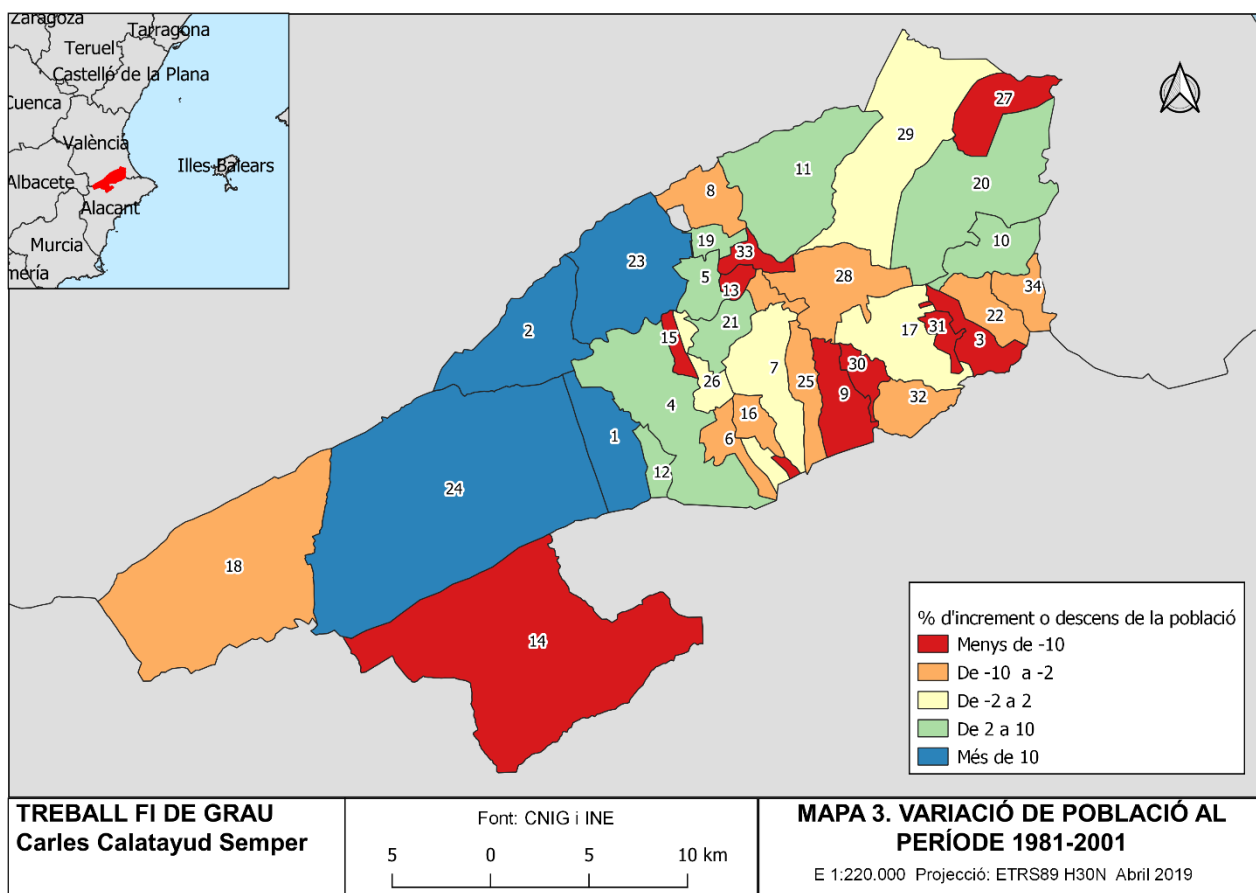 Zaragoza
Tarragona
Teruel
Castelló de la Plana
Cuenca
València
Illes Balears
Albacete
Alacant
Murcia
mería
27
29
11
20
8
10
19
33
23
5
28
34
13
21
22
2
15
17
31
3
7
30
26
25
9
32
4
16
1
6
12
24
18
14
% d'increment o descens de la població
Menys de -10
De -10 a -2
De -2 a 2
De 2 a 10
Més de 10
TREBALL FI DE GRAU
Carles Calatayud Semper
Font: CNIG i INE
5 0 5 10 km
MAPA 3. VARIACIÓ DE POBLACIÓ AL
PERÍODE 1981-2001
E 1:220.000 Projecció: ETRS89 H30N Abril 2019